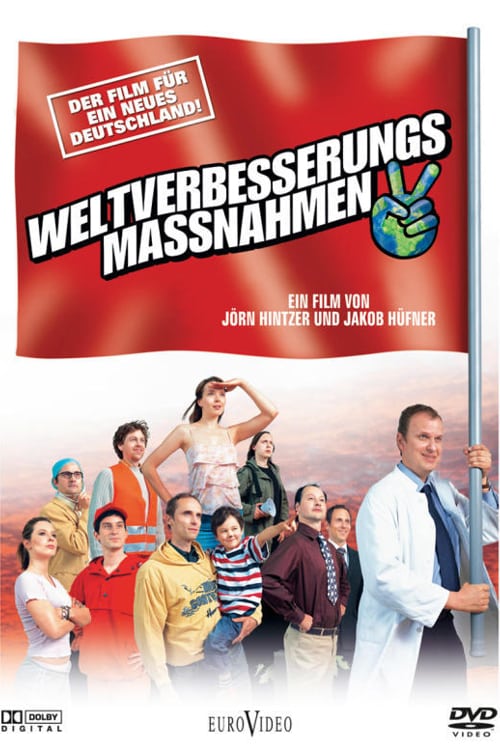 DER FILM FÜR
EIN NEUES
DEUTSCHLAND!
WELTVERBESSERUNGS
MASSNAHMEN
EIN FILM VON
JÖRN HINTZER UND JAKOB HÜFNER
DOLBY
DIGITAL
EUROVIDEO
DVD
VIDEO